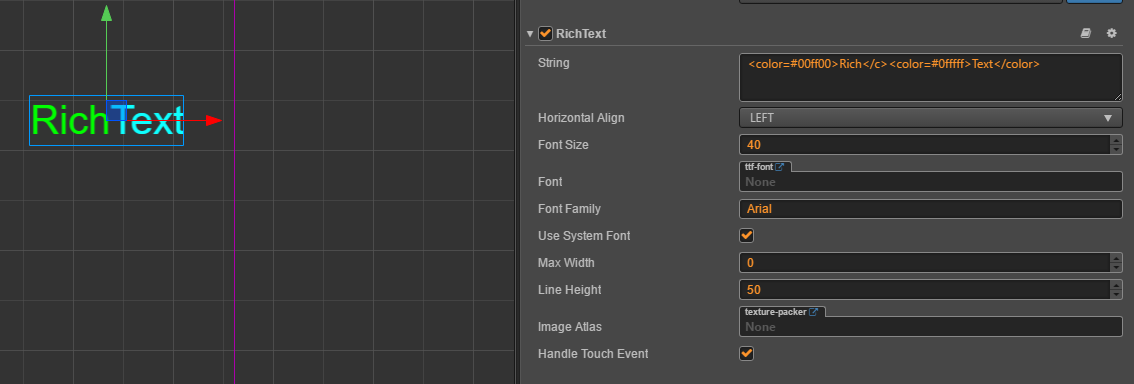 RichText
RichText
String
<color=#00ff00>Rich</c><color=#0fffff>Text</color>
Horizontal Align
LEFT
Font Size
40
ttf-font
Font
None
Font Family
Arial
Use System Font
Max Width
0
Line Height
50
texture-packer
Image Atlas
None
Handle Touch Event